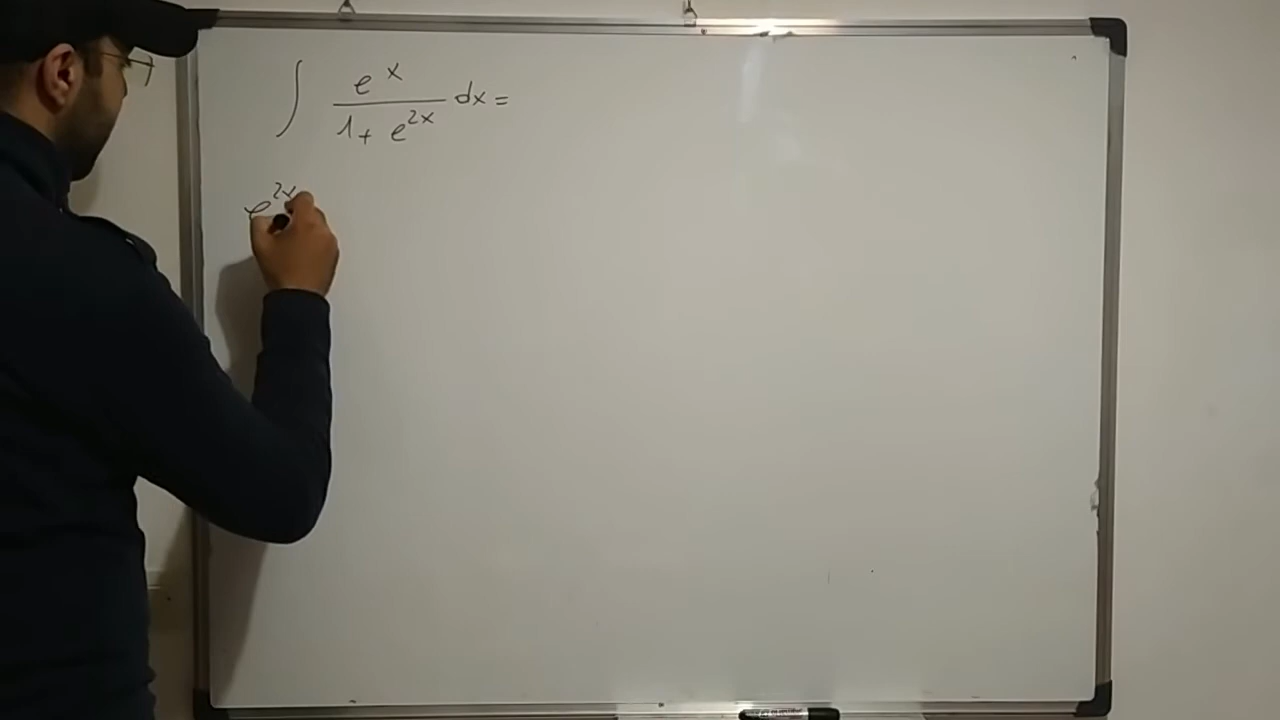 ∫ e^x / (1 + e^{2x}) dx =
e^{2x}